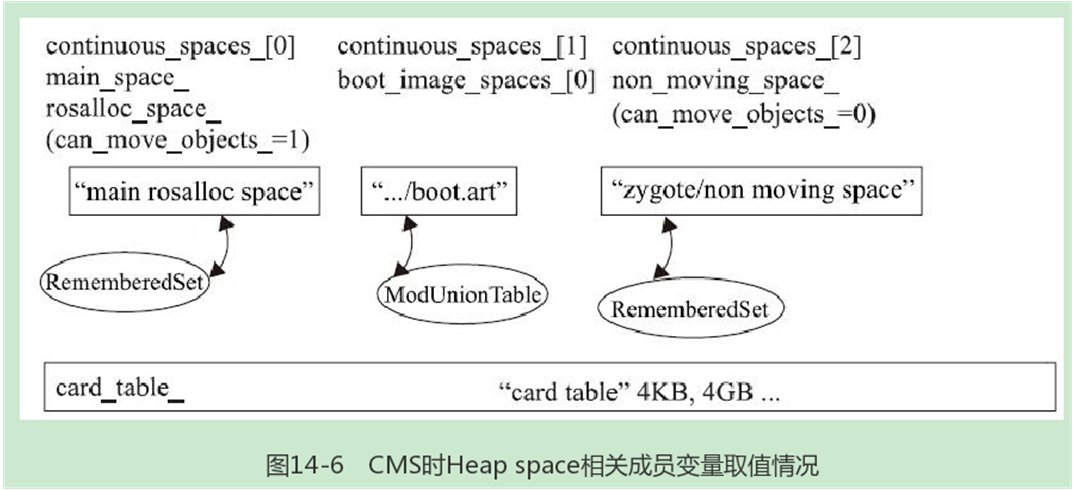 continuous_spaces_[0]
main_space_
rosalloc_space_
(can_move_objects_=1)
continuous_spaces_[1]
boot_image_spaces_[0]
continuous_spaces_[2]
non_moving_space_
(can_move_objects_=0)
“main rosalloc space”
“.../boot.art”
“zygote/non moving space”
RememberedSet
ModUnionTable
RememberedSet
card_table_
“card table” 4KB, 4GB ...
图14-6 CMS时Heap space相关成员变量取值情况